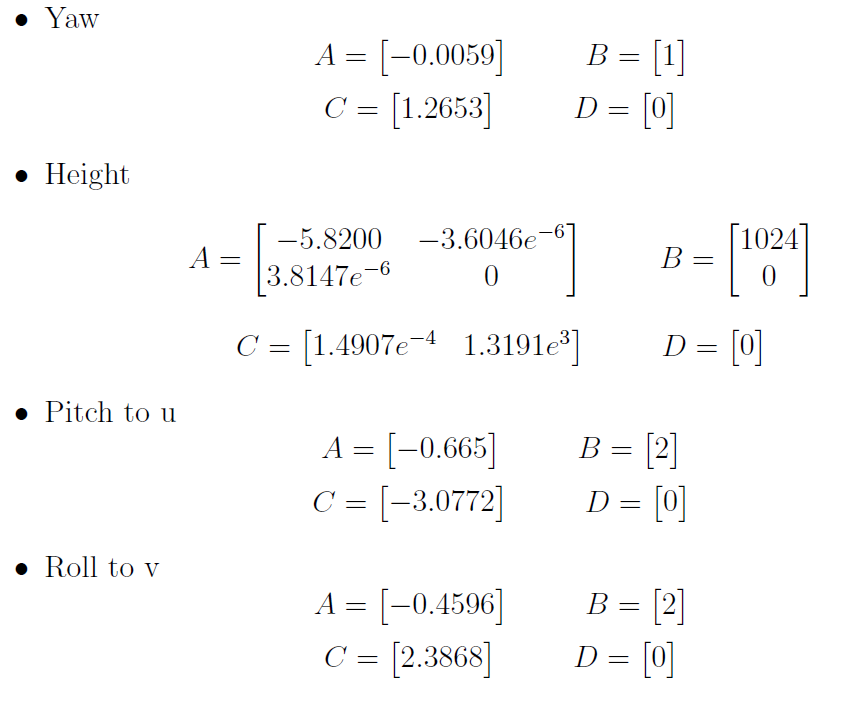 • Yaw
A = [−0.0059] B = [1]
C = [1.2653] D = [0]
• Height
A = [−5.8200 −3.6046e⁻⁶; 3.8147e⁻⁶ 0] B = [1024; 0]
C = [1.4907e⁻⁴ 1.3191e³] D = [0]
• Pitch to u
A = [−0.665] B = [2]
C = [−3.0772] D = [0]
• Roll to v
A = [−0.4596] B = [2]
C = [2.3868] D = [0]